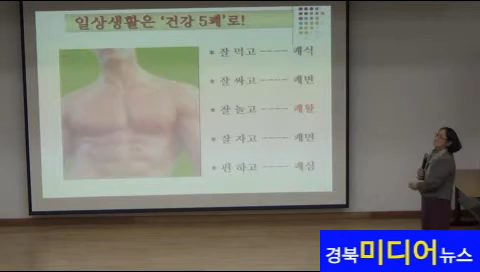 일상생활은 '건강 5쾌'로!
• 잘 먹고 ---- 쾌식
• 잘 싸고 ---- 쾌변
• 잘 놀고 ---- 쾌활
• 잘 자고 ---- 쾌면
• 뭔 하고 ---- 쾌심
경북미디어뉴스